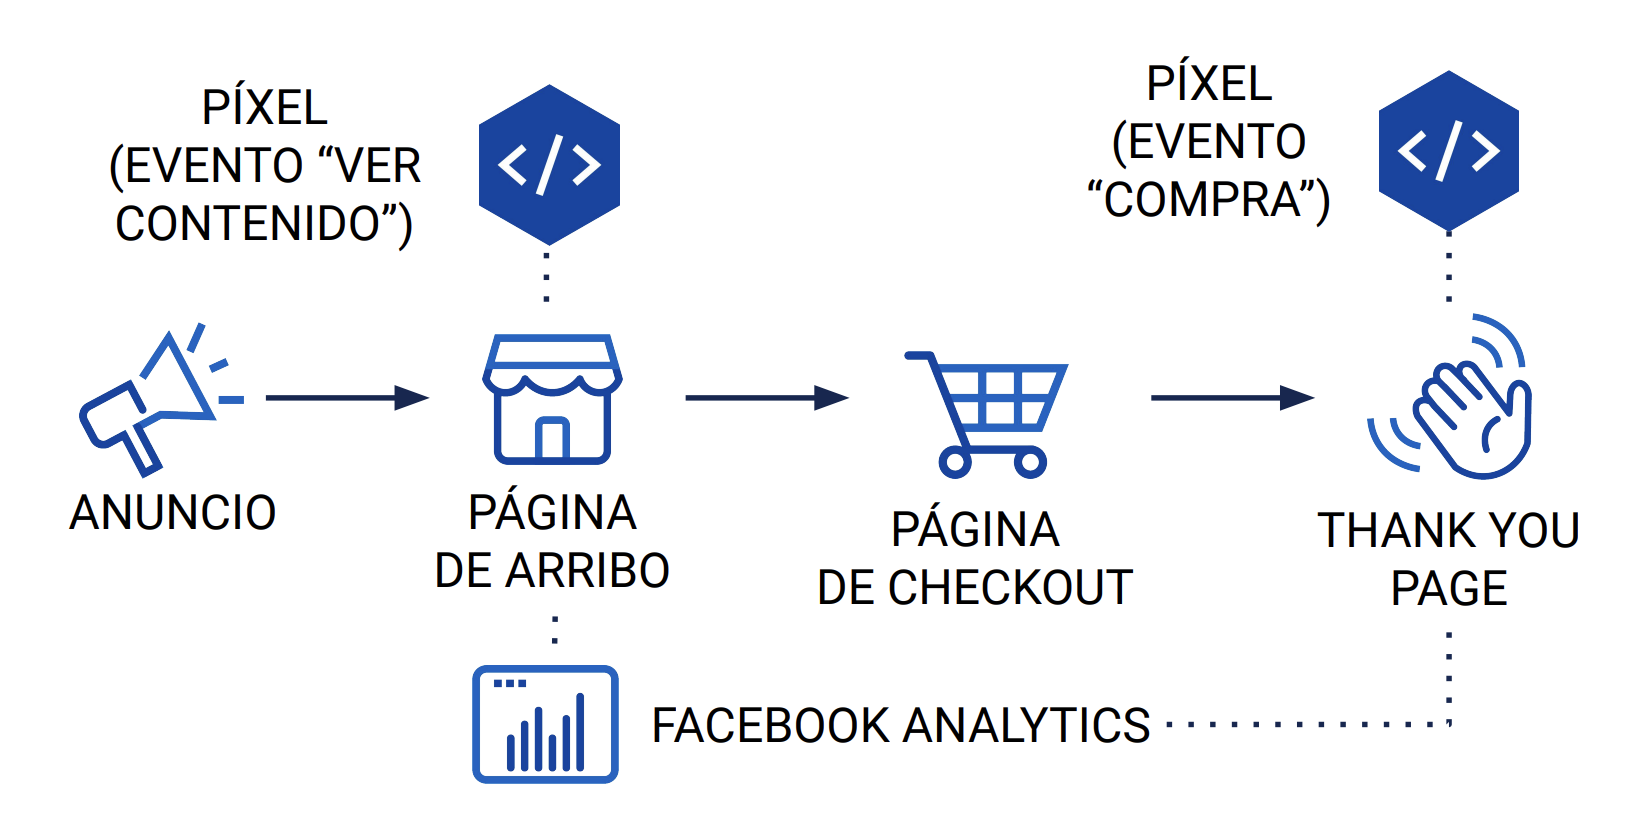 PÍXEL
(EVENTO “VER
CONTENIDO”)
PÍXEL
(EVENTO
“COMPRA”)
</>
</>
ANUNCIO
PÁGINA
DE ARRIBO
PÁGINA
DE CHECKOUT
THANK YOU
PAGE
FACEBOOK ANALYTICS